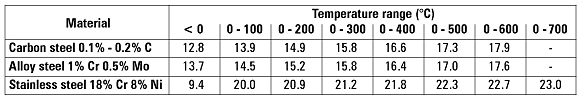 Material Temperature range (°C)
< 0 0 - 100 0 - 200 0 - 300 0 - 400 0 - 500 0 - 600 0 - 700
Carbon steel 0.1% - 0.2% C 12.8 13.9 14.9 15.8 16.6 17.3 17.9 -
Alloy steel 1% Cr 0.5% Mo 13.7 14.5 15.2 15.8 16.4 17.0 17.6 -
Stainless steel 18% Cr 8% Ni 9.4 20.0 20.9 21.2 21.8 22.3 22.7 23.0